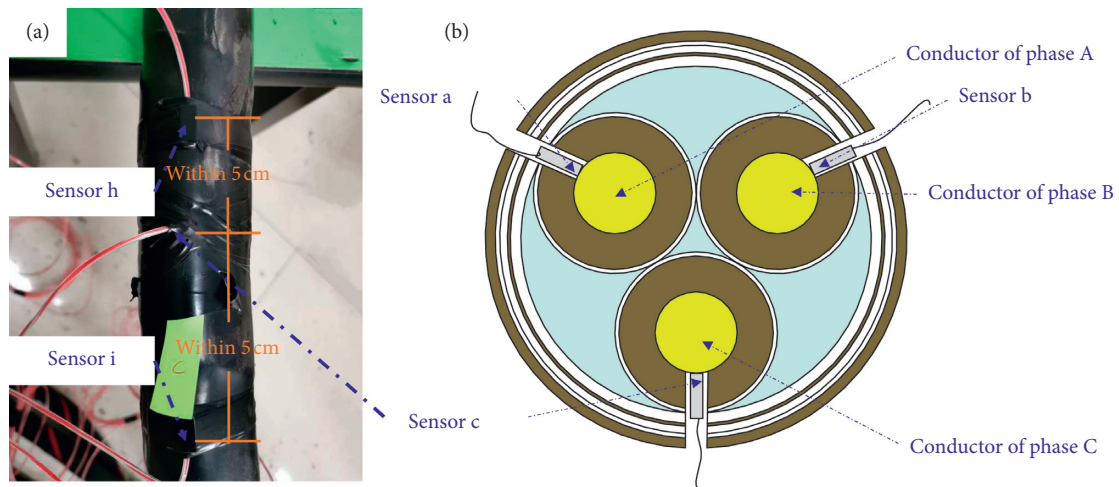 (a)
Within 5 cm
Sensor h
Sensor i
Within 5 cm
C
(b)
Conductor of phase A
Sensor a
Sensor b
Conductor of phase B
Sensor c
Conductor of phase C